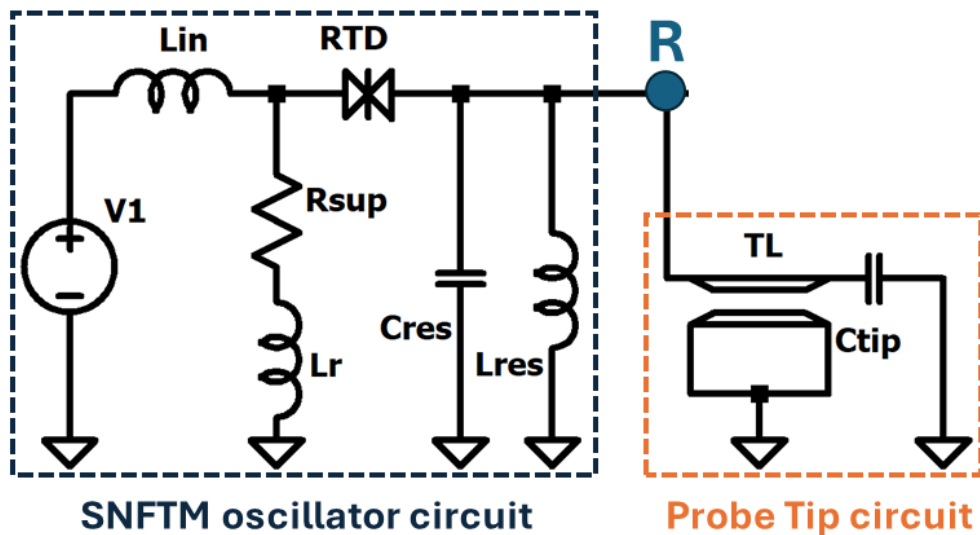 Lin
RTD
R
V1
Rsup
TL
Cres
Lr
Lres
Ctip
SNFTM oscillator circuit
Probe Tip circuit